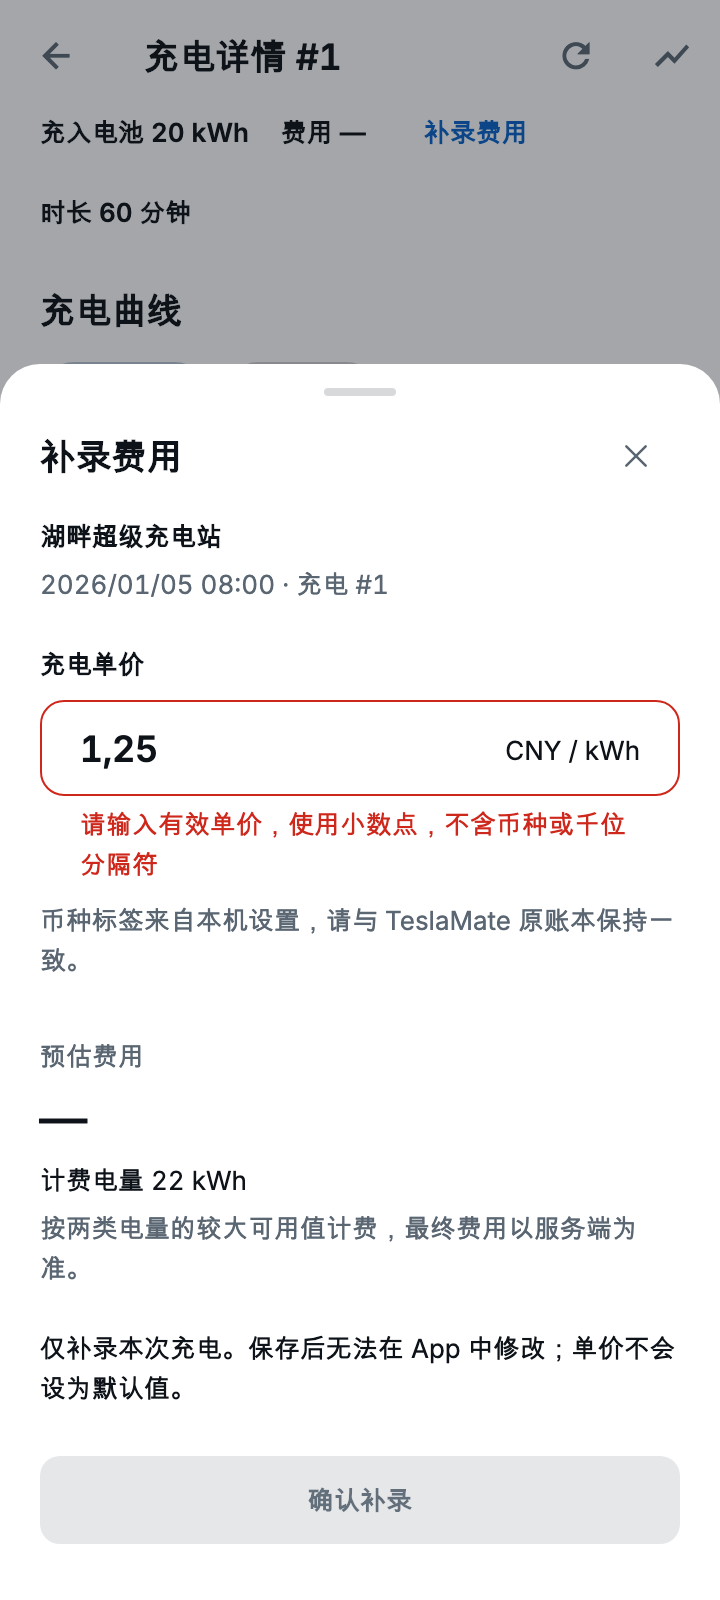 充电详情 #1
充入电池 20 kWh 费用 — 补录费用
时长 60 分钟
充电曲线
补录费用
湖畔超级充电站
2026/01/05 08:00 · 充电 #1
充电单价
1,25 CNY / kWh
请输入有效单价，使用小数点，不含币种或千位
分隔符
币种标签来自本机设置，请与 TeslaMate 原账本保持一
致。
预估费用
—
计费电量 22 kWh
按两类电量的较大可用值计费，最终费用以服务端为
准。
仅补录本次充电。保存后无法在 App 中修改；单价不会
设为默认值。
确认补录